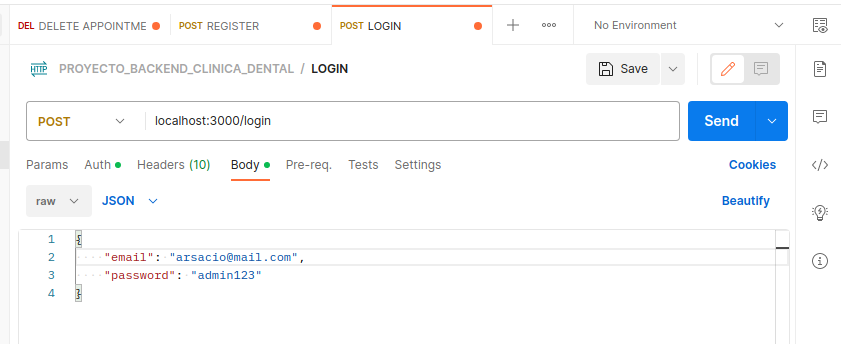 DEL DELETE APPOINTME POST REGISTER POST LOGIN No Environment
HTTP PROYECTO_BACKEND_CLINICA_DENTAL / LOGIN Save
POST localhost:3000/login Send
Params Auth Headers (10) Body Pre-req. Tests Settings Cookies
raw JSON Beautify
1 {
2 "email": "arsacio@mail.com",
3 "password": "admin123"
4 }